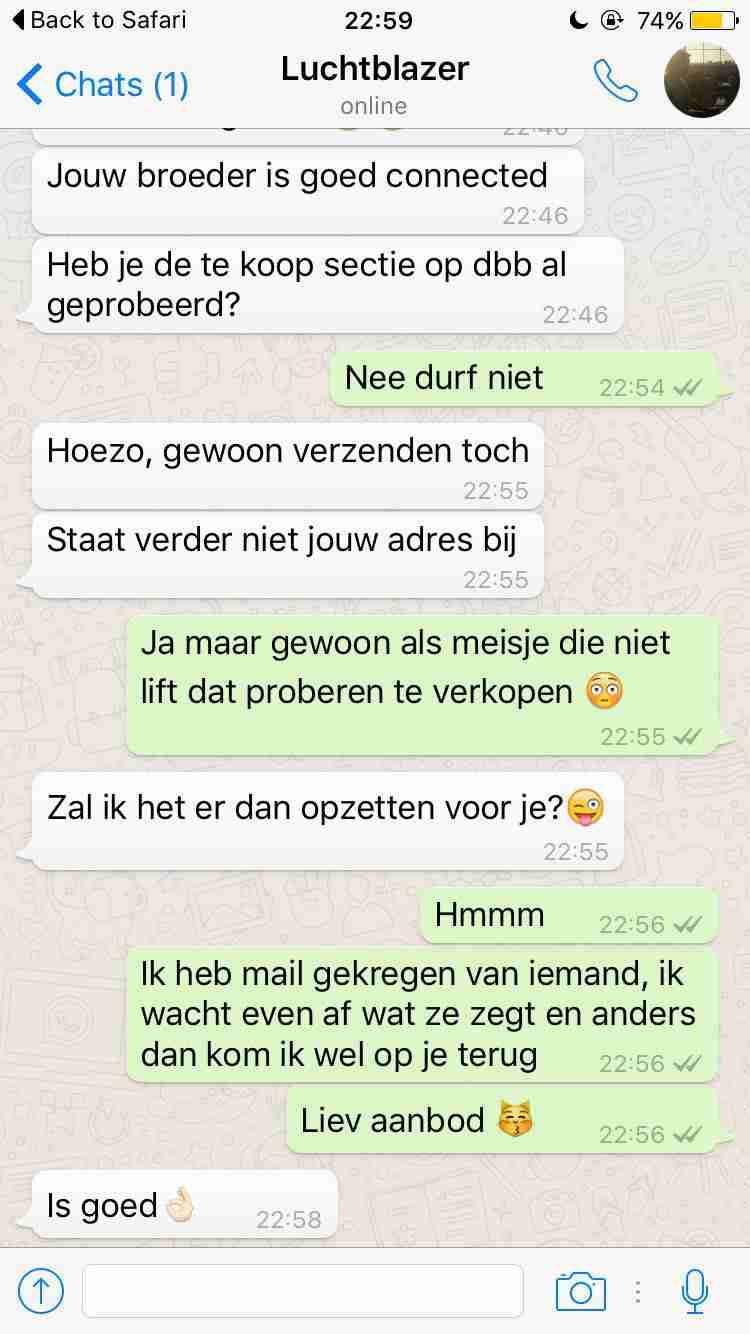 Back to Safari
22:59
74%
Chats (1)
Luchtblazer
online
22:46
Jouw broeder is goed connected
22:46
Heb je de te koop sectie op dbb al
geprobeerd?
22:46
Nee durf niet
22:54
Hoezo, gewoon verzenden toch
22:55
Staat verder niet jouw adres bij
22:55
Ja maar gewoon als meisje die niet
lift dat proberen te verkopen 😳
22:55
Zal ik het er dan opzetten voor je?😜
22:55
Hmmm
22:56
Ik heb mail gekregen van iemand, ik
wacht even af wat ze zegt en anders
dan kom ik wel op je terug
22:56
Liev aanbod 😽
22:56
Is goed👌🏻
22:58